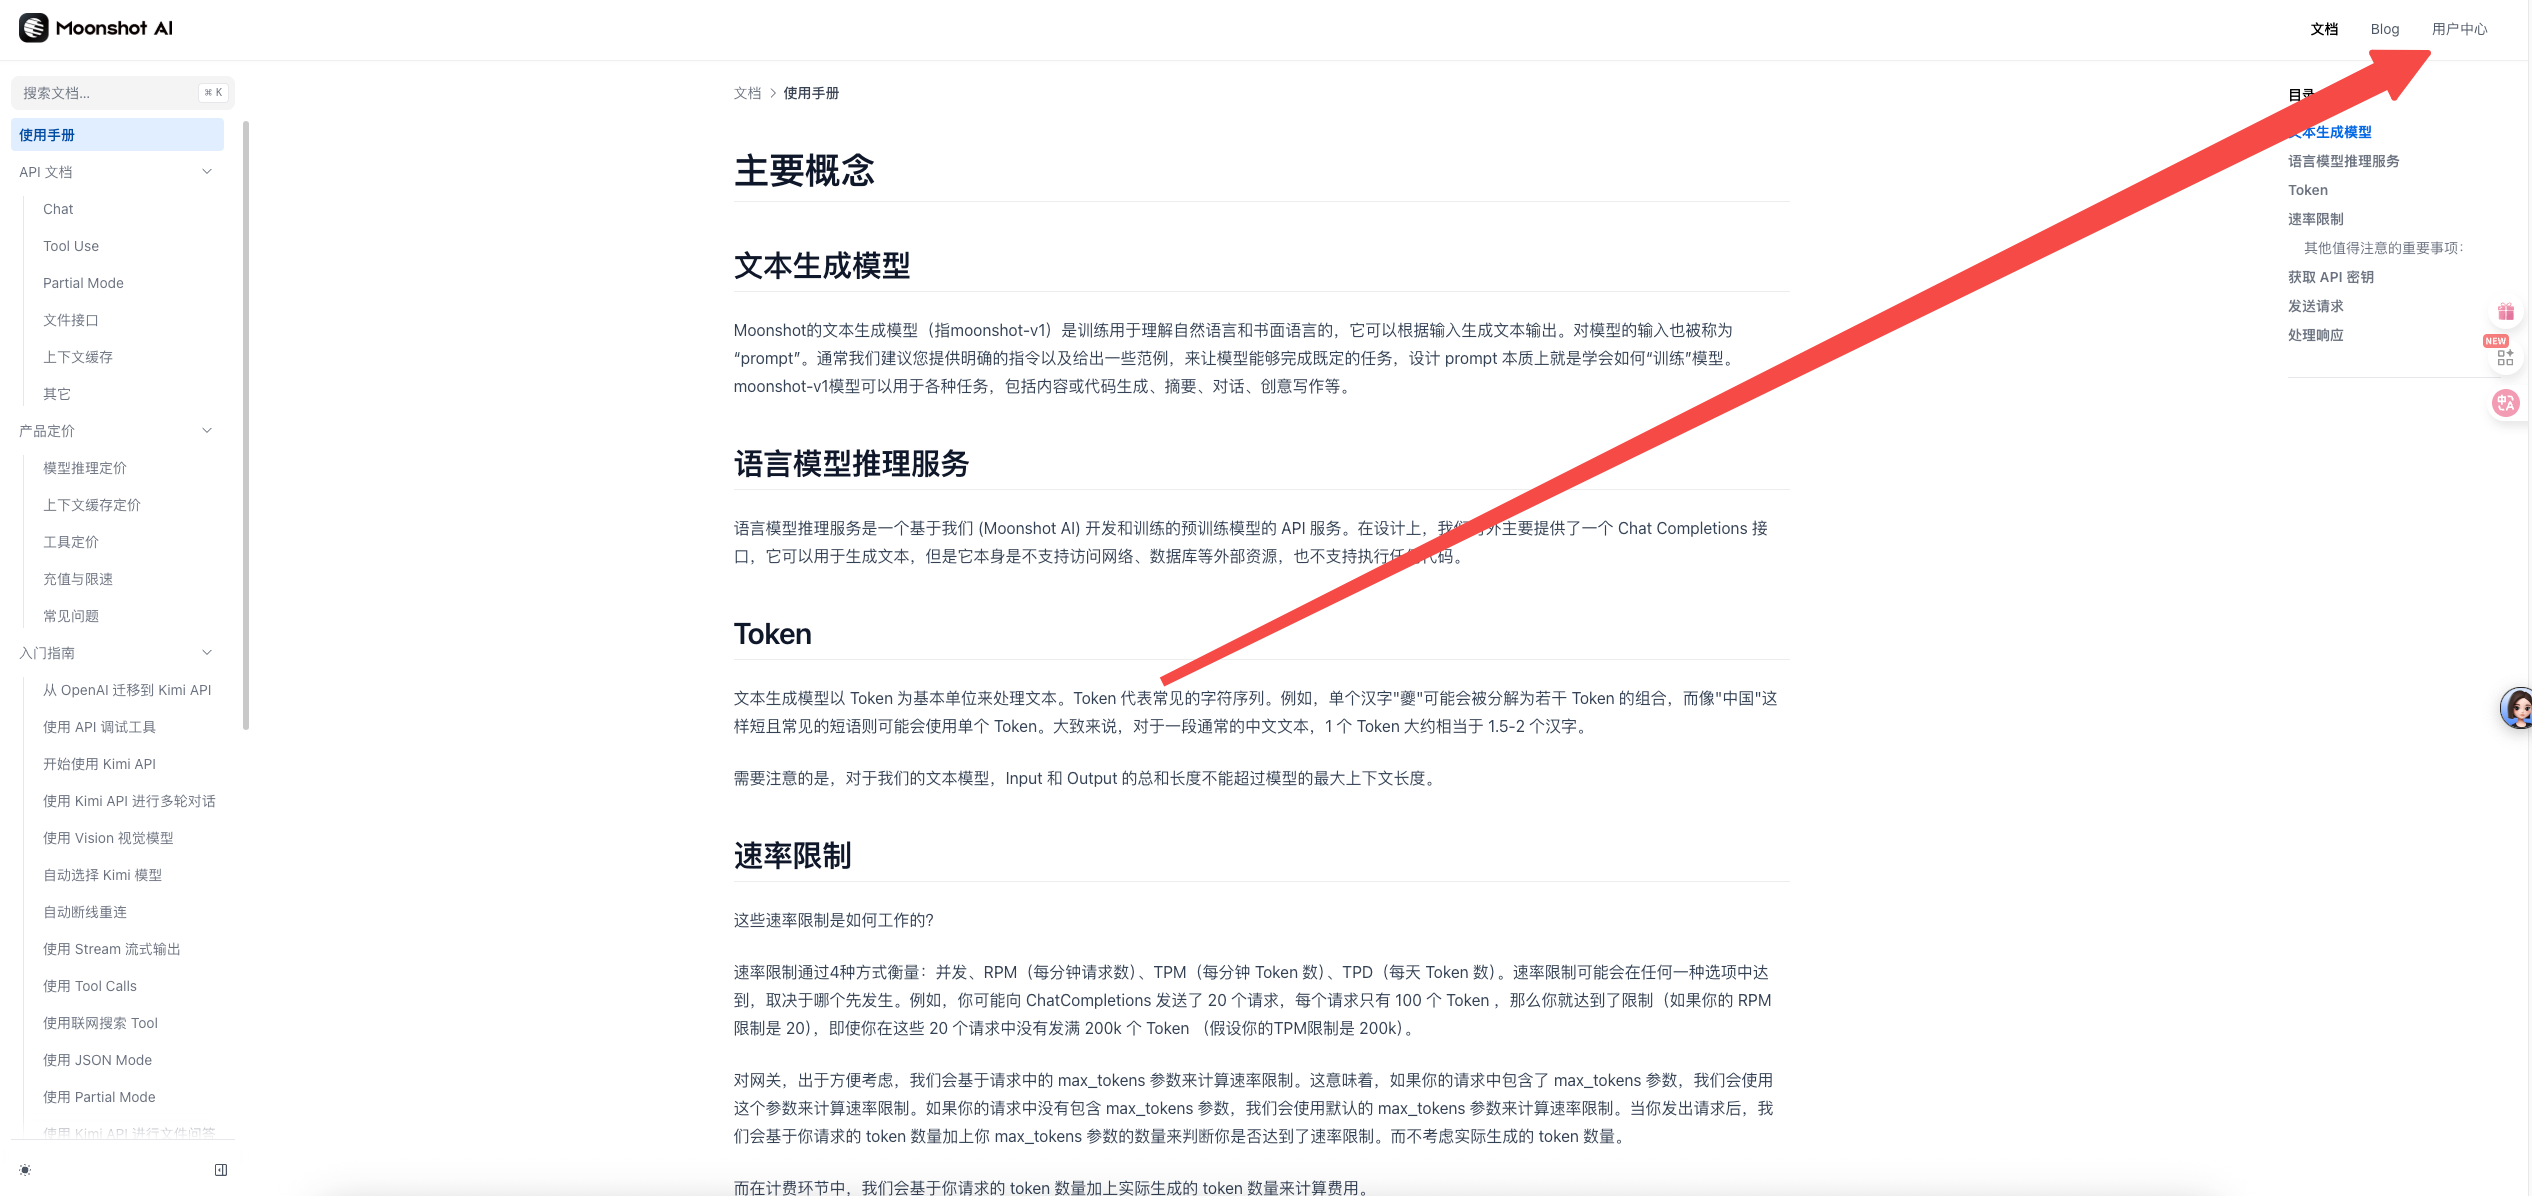 Moonshot AI
文档
Blog
用户中心
搜索文档...
⌘ K
使用手册
API 文档
Chat
Tool Use
Partial Mode
文件接口
上下文缓存
其它
产品定价
模型推理定价
上下文缓存定价
工具定价
充值与限速
常见问题
入门指南
从 OpenAI 迁移到 Kimi API
使用 API 调试工具
开始使用 Kimi API
使用 Kimi API 进行多轮对话
使用 Vision 视觉模型
自动选择 Kimi 模型
自动断线重连
使用 Stream 流式输出
使用 Tool Calls
使用联网搜索 Tool
使用 JSON Mode
使用 Partial Mode
使用 Kimi API 进行文件问答
文档 > 使用手册
主要概念
文本生成模型
Moonshot的文本生成模型（指moonshot-v1）是训练用于理解自然语言和书面语言的，它可以根据输入生成文本输出。对模型的输入也被称为
“prompt”。通常我们建议您提供明确的指令以及给出一些范例，来让模型能够完成既定的任务，设计 prompt 本质上就是学会如何“训练”模型。
moonshot-v1模型可以用于各种任务，包括内容或代码生成、摘要、对话、创意写作等。
语言模型推理服务
语言模型推理服务是一个基于我们 (Moonshot AI) 开发和训练的预训练模型的 API 服务。在设计上，我们对外主要提供了一个 Chat Completions 接
口，它可以用于生成文本，但是它本身是不支持访问网络、数据库等外部资源，也不支持执行任何代码。
Token
文本生成模型以 Token 为基本单位来处理文本。Token 代表常见的字符序列。例如，单个汉字"夔"可能会被分解为若干 Token 的组合，而像"中国"这
样短且常见的短语则可能会使用单个 Token。大致来说，对于一段通常的中文文本，1 个 Token 大约相当于 1.5-2 个汉字。
需要注意的是，对于我们的文本模型，Input 和 Output 的总和长度不能超过模型的最大上下文长度。
速率限制
这些速率限制是如何工作的？
速率限制通过4种方式衡量：并发、RPM（每分钟请求数）、TPM（每分钟 Token 数）、TPD（每天 Token 数）。速率限制可能会在任何一种选项中达
到，取决于哪个先发生。例如，你可能向 ChatCompletions 发送了 20 个请求，每个请求只有 100 个 Token ，那么你就达到了限制（如果你的 RPM
限制是 20），即使你在这些 20 个请求中没有发满 200k 个 Token （假设你的TPM限制是 200k）。
对网关，出于方便考虑，我们会基于请求中的 max_tokens 参数来计算速率限制。这意味着，如果你的请求中包含了 max_tokens 参数，我们会使用
这个参数来计算速率限制。如果你的请求中没有包含 max_tokens 参数，我们会使用默认的 max_tokens 参数来计算速率限制。当你发出请求后，我
们会基于你请求的 token 数量加上你 max_tokens 参数的数量来判断你是否达到了速率限制。而不考虑实际生成的 token 数量。
而在计费环节中，我们会基于你请求的 token 数量加上实际生成的 token 数量来计算费用。
目录
文本生成模型
语言模型推理服务
Token
速率限制
其他值得注意的重要事项：
获取 API 密钥
发送请求
处理响应
NEW
中A